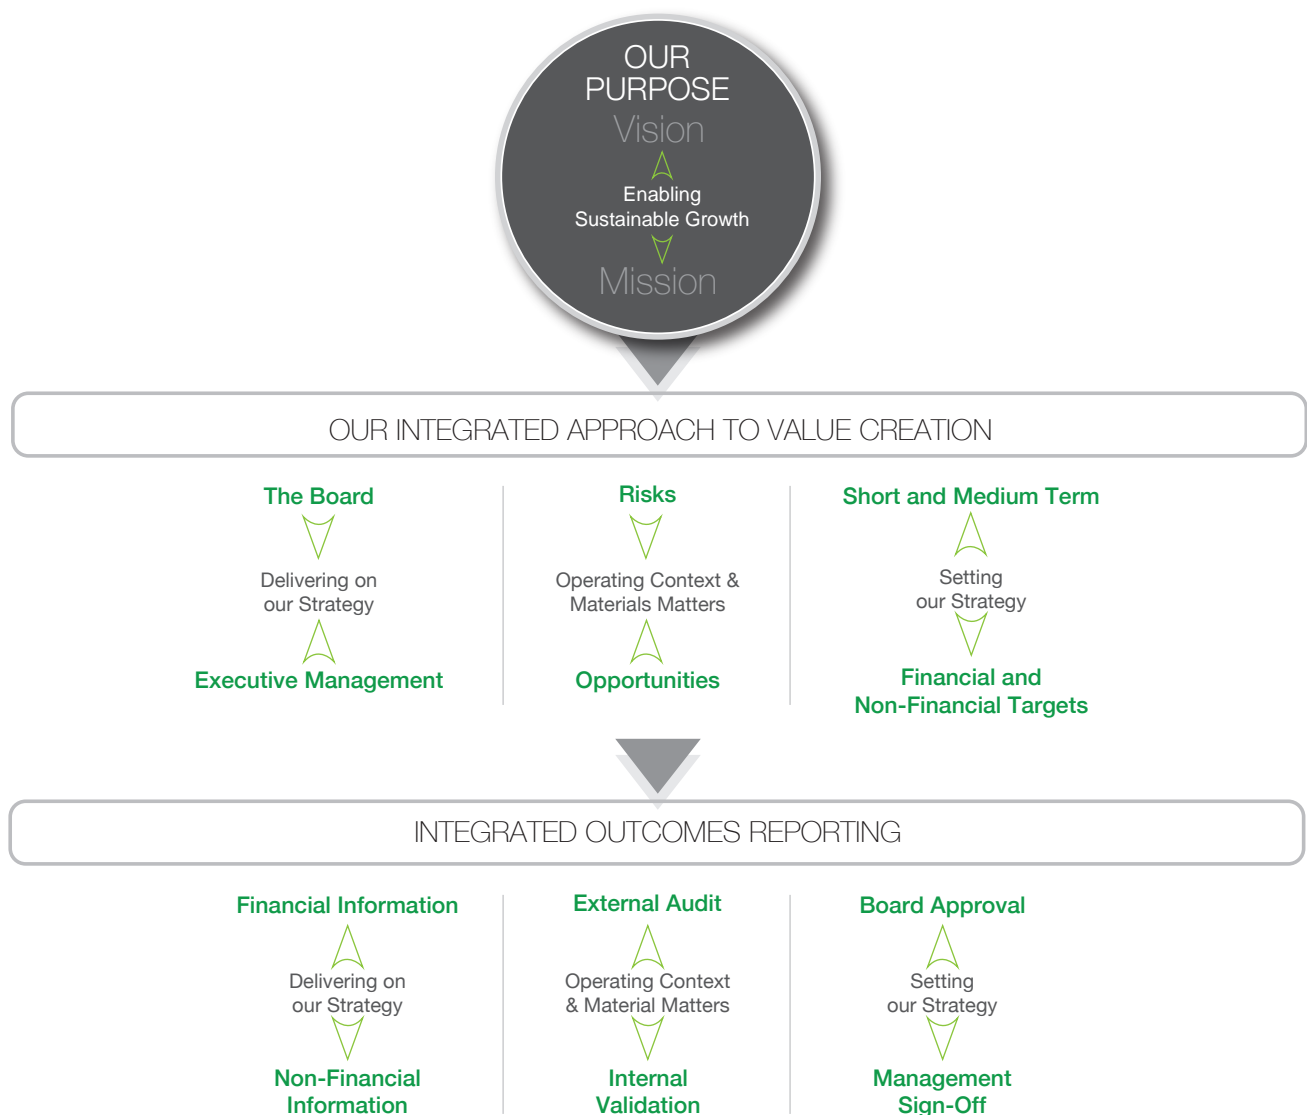 OUR
PURPOSE
Vision
Enabling
Sustainable Growth
Mission
OUR INTEGRATED APPROACH TO VALUE CREATION
The Board
Delivering on
our Strategy
Executive Management
Risks
Operating Context &
Materials Matters
Opportunities
Short and Medium Term
Setting
our Strategy
Financial and
Non-Financial Targets
INTEGRATED OUTCOMES REPORTING
Financial Information
Delivering on
our Strategy
Non-Financial
Information
External Audit
Operating Context
& Material Matters
Internal
Validation
Board Approval
Setting
our Strategy
Management
Sign-Off